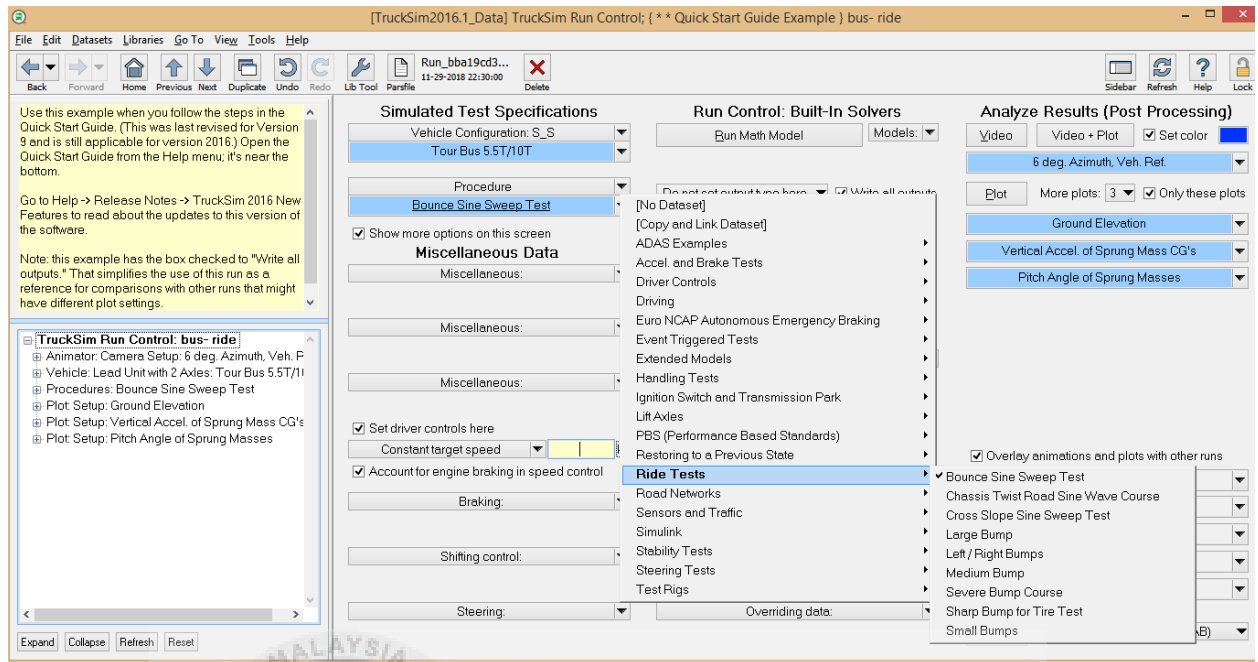 [TruckSim2016.1_Data] TruckSim Run Control; { * * Quick Start Guide Example } bus- ride
File Edit Datasets Libraries Go To View Tools Help
Back Forward Home Previous Next Duplicate Undo Redo Lib Tool Parsfile
Run_bba19cd3...
11-29-2018 22:30:00
Delete
Sidebar Refresh Help Lock
Use this example when you follow the steps in the
Quick Start Guide. (This was last revised for Version
9 and is still applicable for version 2016.) Open the
Quick Start Guide from the Help menu; it's near the
bottom.
Go to Help -> Release Notes -> TruckSim 2016 New
Features to read about the updates to this version of
the software.
Note: this example has the box checked to "Write all
outputs." That simplifies the use of this run as a
reference for comparisons with other runs that might
have different plot settings.
TruckSim Run Control: bus- ride
Animator: Camera Setup: 6 deg. Azimuth, Veh. R
Vehicle: Lead Unit with 2 Axles: Tour Bus 5.5T/1
Procedures: Bounce Sine Sweep Test
Plot: Setup: Ground Elevation
Plot: Setup: Vertical Accel. of Sprung Mass CG's
Plot: Setup: Pitch Angle of Sprung Masses
Expand Collapse Refresh Reset
Simulated Test Specifications
Vehicle Configuration: S_S
Tour Bus 5.5T/10T
Procedure
Bounce Sine Sweep Test
Show more options on this screen
Miscellaneous Data
Miscellaneous:
Miscellaneous:
Miscellaneous:
Set driver controls here
Constant target speed
Account for engine braking in speed control
Braking:
Shifting control:
Steering:
Run Control: Built-In Solvers
Run Math Model Models:
Do not set output type here Write all outputs
[No Dataset]
[Copy and Link Dataset]
ADAS Examples
Accel. and Brake Tests
Driver Controls
Driving
Euro NCAP Autonomous Emergency Braking
Event Triggered Tests
Extended Models
Handling Tests
Ignition Switch and Transmission Park
Lift Axles
PBS (Performance Based Standards)
Restoring to a Previous State
Ride Tests
Road Networks
Sensors and Traffic
Simulink
Stability Tests
Steering Tests
Test Rigs
Overriding data:
Bounce Sine Sweep Test
Chassis Twist Road Sine Wave Course
Cross Slope Sine Sweep Test
Large Bump
Left / Right Bumps
Medium Bump
Severe Bump Course
Sharp Bump for Tire Test
Small Bumps
Analyze Results (Post Processing)
Video Video + Plot Set color
6 deg. Azimuth, Veh. Ref.
Plot More plots: 3 Only these plots
Ground Elevation
Vertical Accel. of Sprung Mass CG's
Pitch Angle of Sprung Masses
Overlay animations and plots with other runs
AB)
MALAYSIA